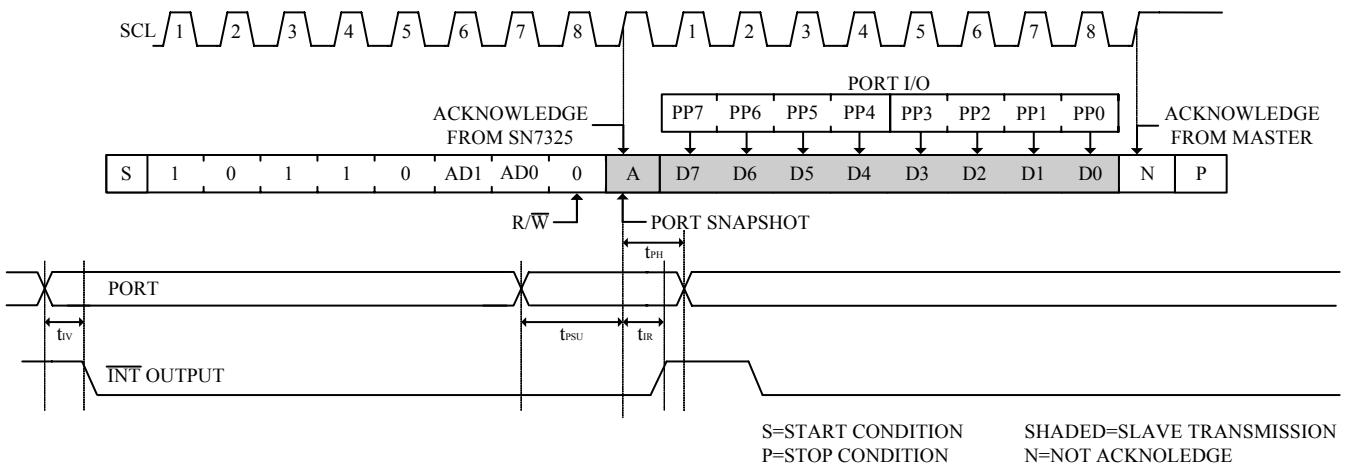 SCL 1 2 3 4 5 6 7 8 1 2 3 4 5 6 7 8
PORT I/O
ACKNOWLEDGE
FROM SN7325
PP7 PP6 PP5 PP4 PP3 PP2 PP1 PP0
ACKNOWLEDGE
FROM MASTER
S 1 0 1 1 0 AD1 AD0 0 A D7 D6 D5 D4 D3 D2 D1 D0 N P
R/W̅ PORT SNAPSHOT
tPH
PORT
tIV tPSU tIR
I̅N̅T̅ OUTPUT
S=START CONDITION SHADED=SLAVE TRANSMISSION
P=STOP CONDITION N=NOT ACKNOLEDGE